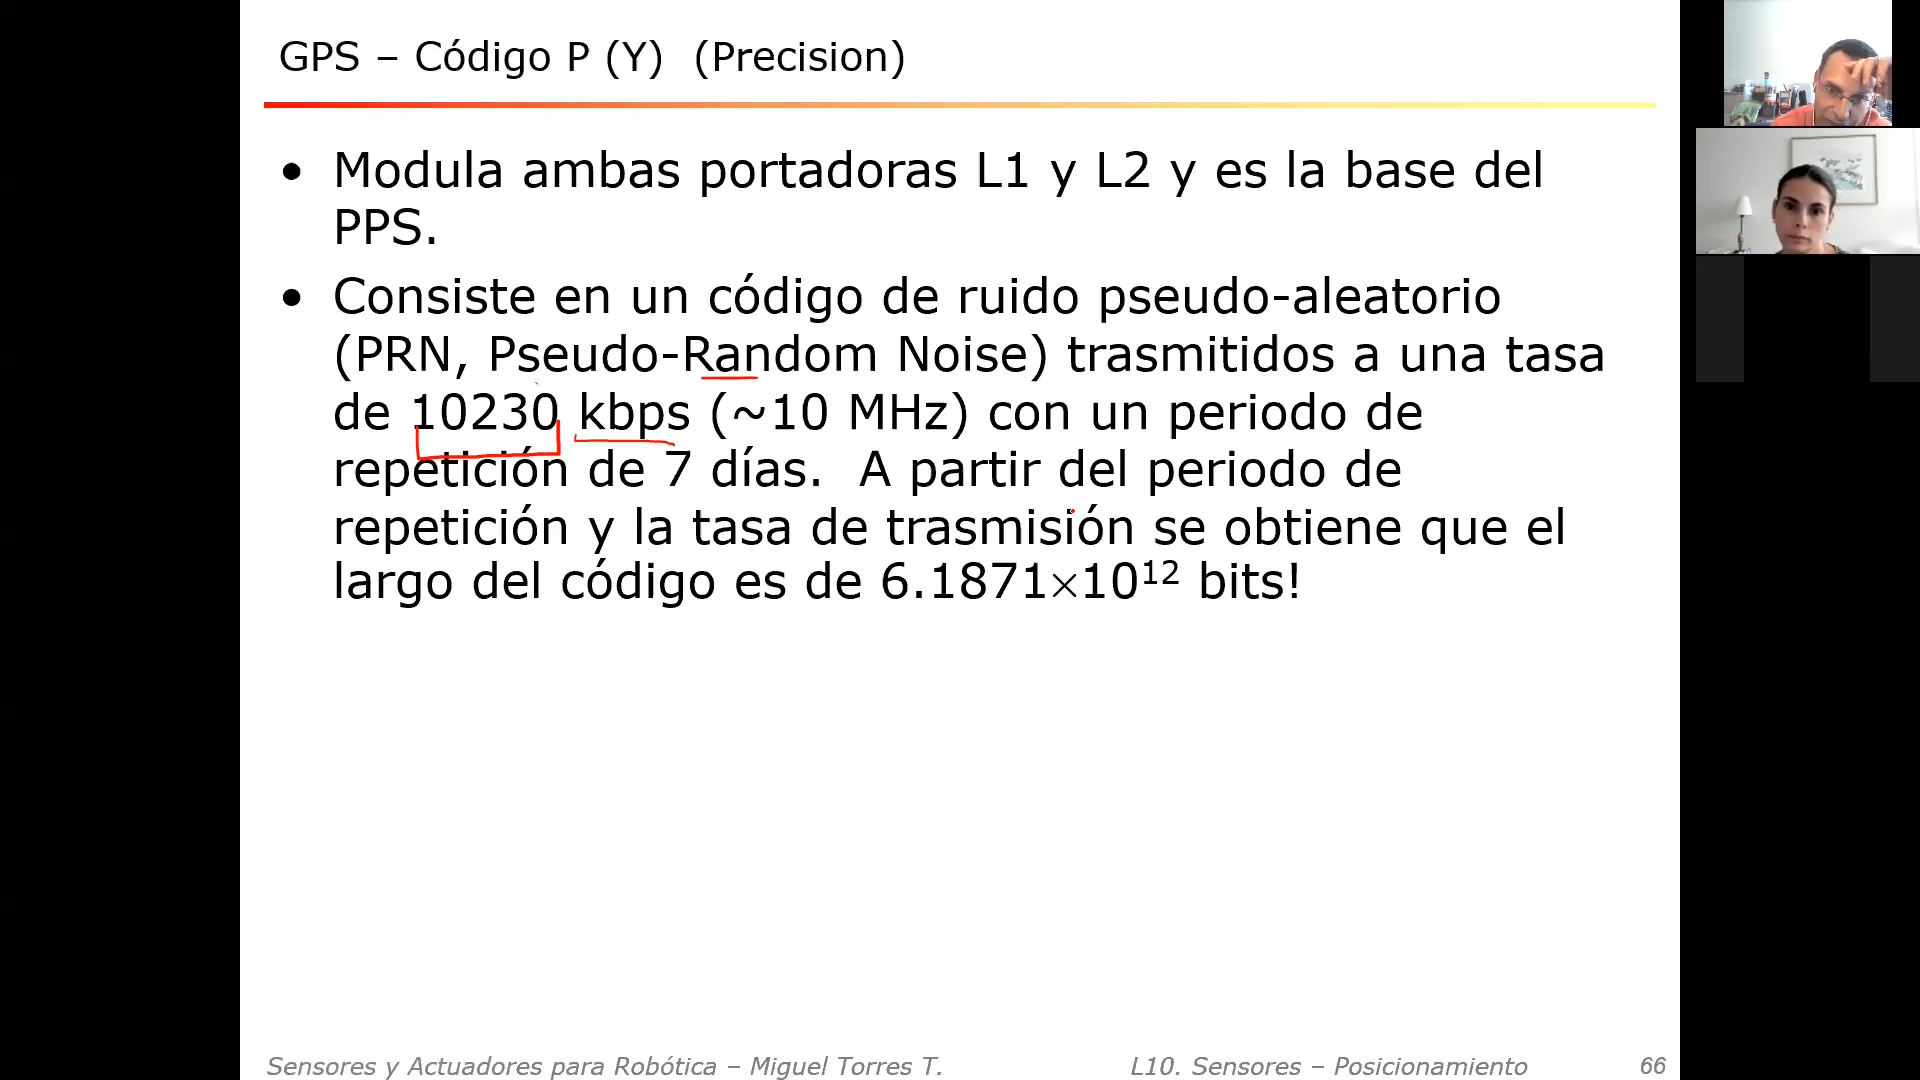 GPS – Código P (Y)  (Precision)
• Modula ambas portadoras L1 y L2 y es la base del
PPS.
• Consiste en un código de ruido pseudo-aleatorio
(PRN, Pseudo-Random Noise) trasmitidos a una tasa
de 10230 kbps (~10 MHz) con un periodo de
repetición de 7 días.  A partir del periodo de
repetición y la tasa de trasmisión se obtiene que el
largo del código es de 6.1871×10¹² bits!
Sensores y Actuadores para Robótica – Miguel Torres T.
L10. Sensores – Posicionamiento
66